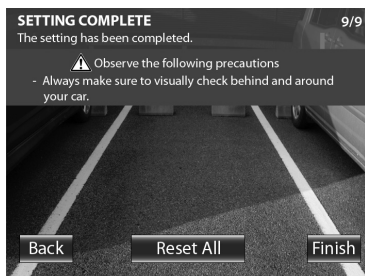 SETTING COMPLETE 9/9
The setting has been completed.
Observe the following precautions
- Always make sure to visually check behind and around
your car.
Back Reset All Finish